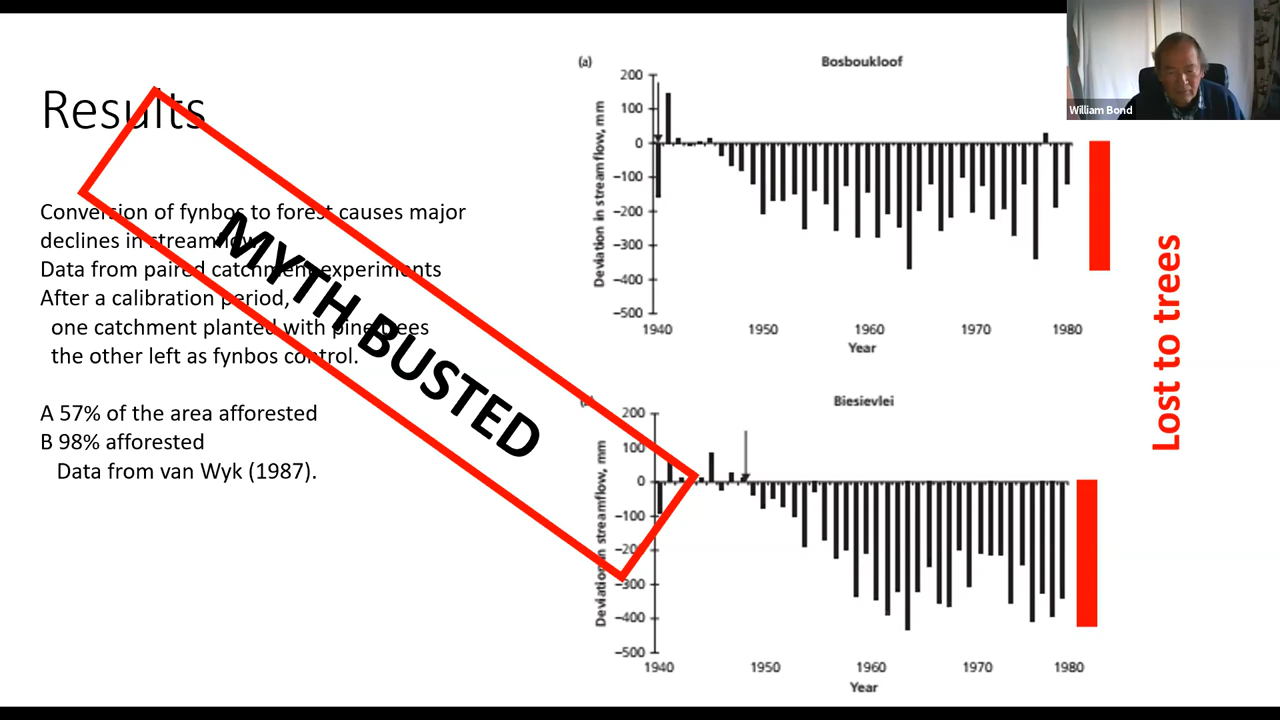 Results
Conversion of fynbos to forest causes major
declines in streamflow.
Data from paired catchment experiments
After a calibration period,
one catchment planted with pine trees
the other left as fynbos control.
A 57% of the area afforested
B 98% afforested
Data from van Wyk (1987).
MYTH BUSTED
(a)
Bosboukloof
Deviation in streamflow, mm
200
100
0
−100
−200
−300
−400
−500
1940 1950 1960 1970 1980
Year
Biesievlei
Deviation in streamflow, mm
200
100
0
−100
−200
−300
−400
−500
1940 1950 1960 1970 1980
Year
Lost to trees
William Bond